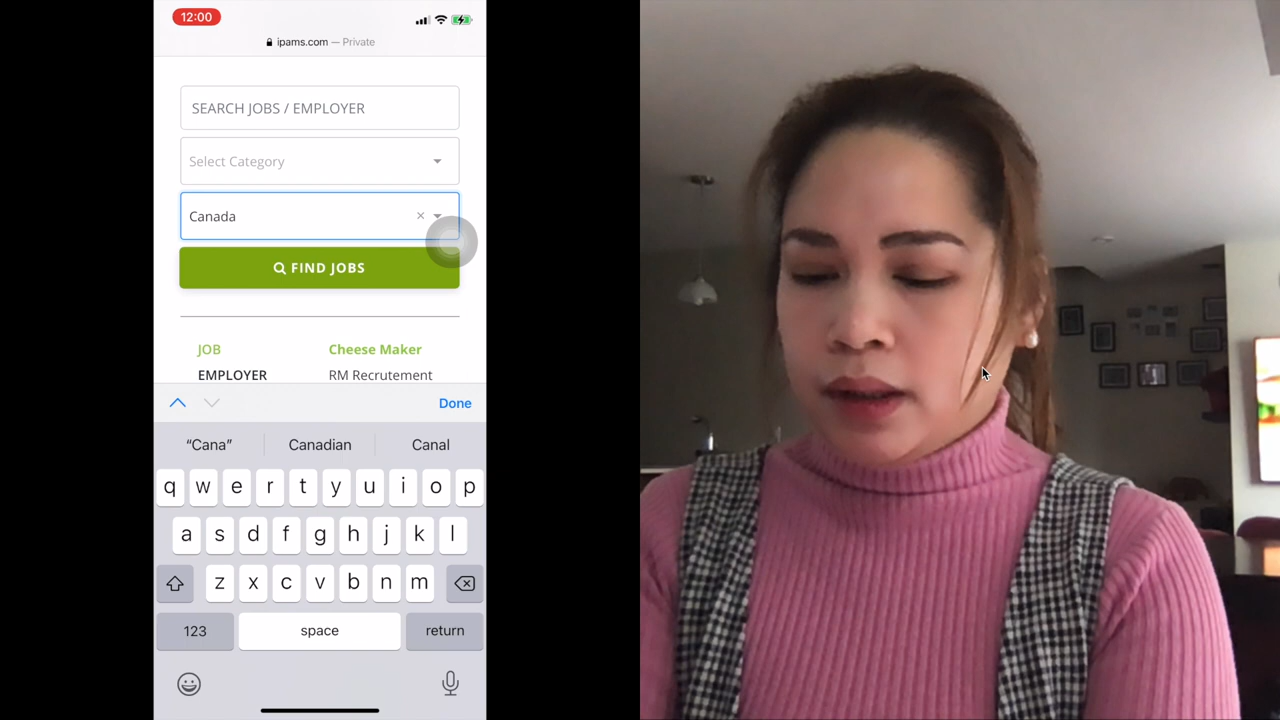 12:00
ipams.com — Private
SEARCH JOBS / EMPLOYER
Select Category
Canada ×
FIND JOBS
JOB Cheese Maker
EMPLOYER RM Recrutement
Done
“Cana” Canadian Canal
q w e r t y u i o p
a s d f g h j k l
z x c v b n m
123 space return